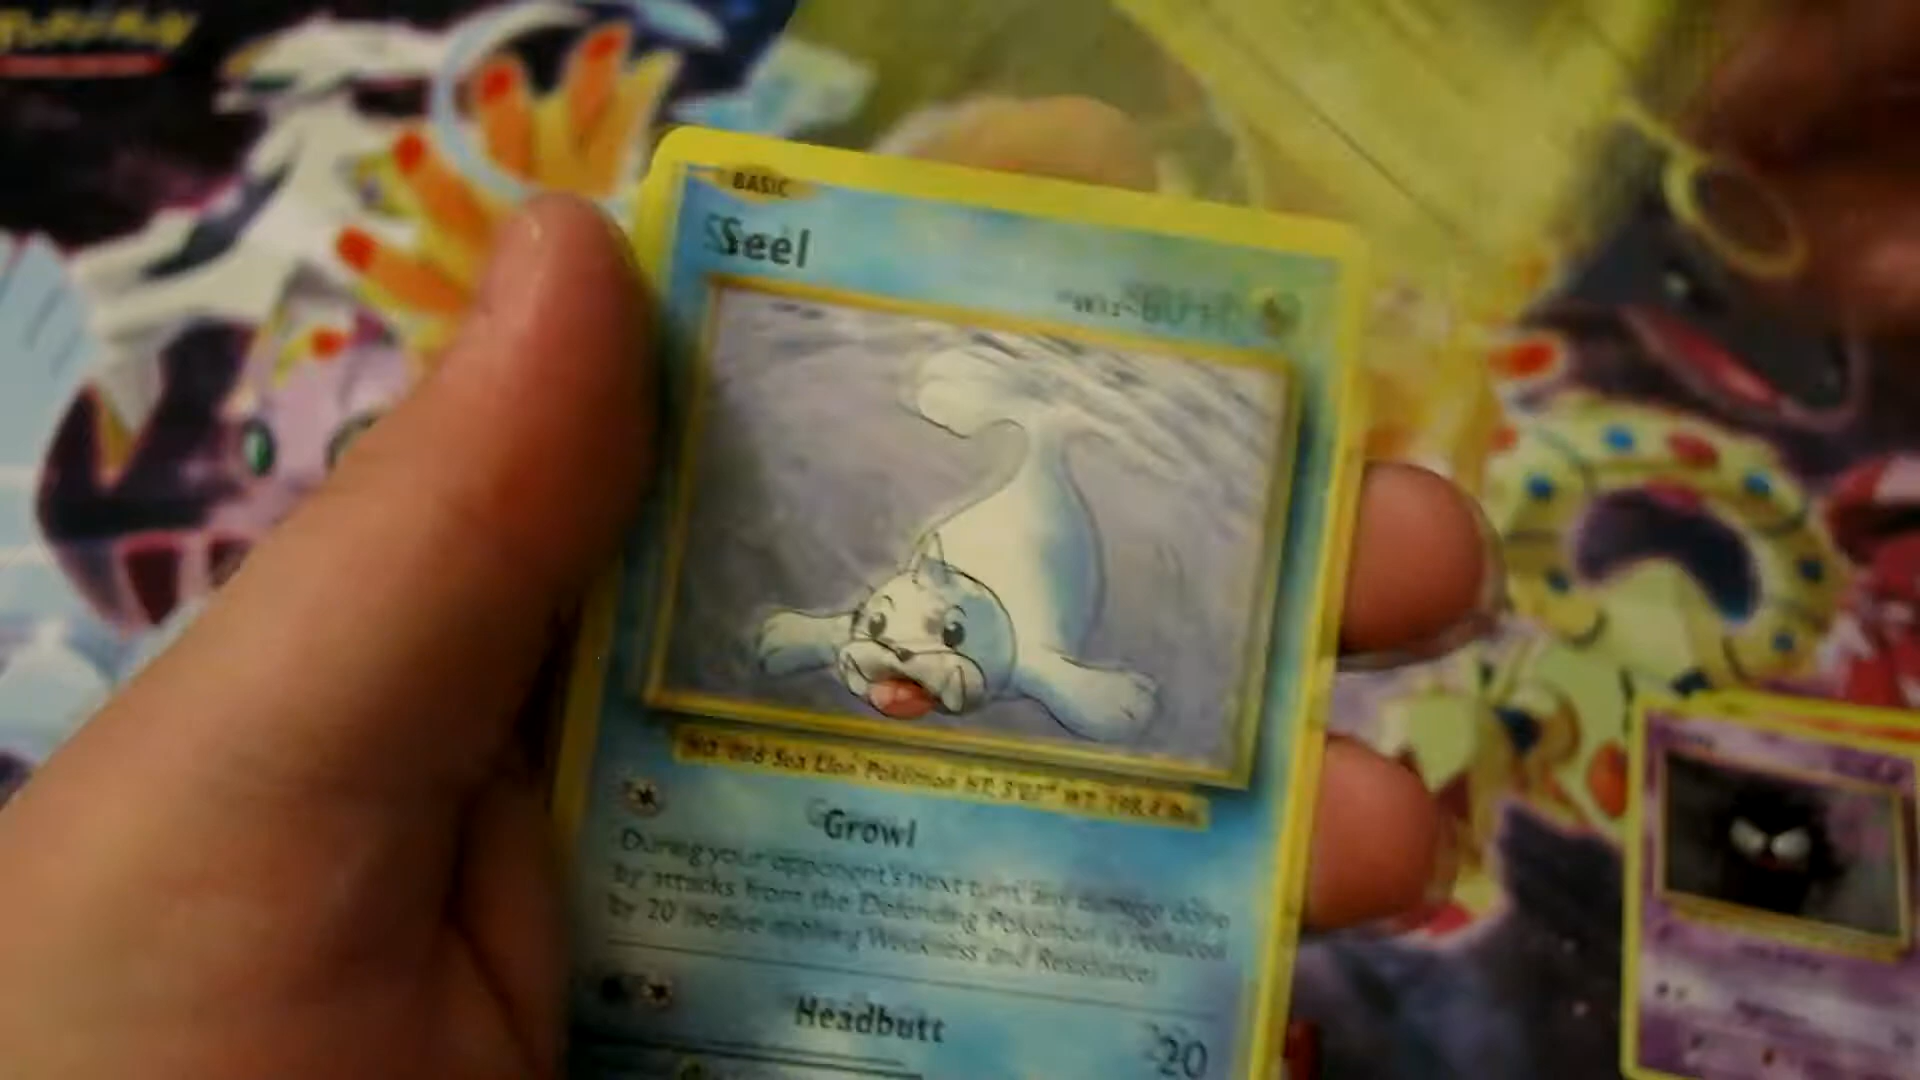 POKÉMON
BASIC
Seel
Sea Lion Pokémon HT. 3'07" WT. 198.4 lbs.
Growl
During your opponent's next turn, any damage done
by attacks from the Defending Pokémon is reduced
by 20 (before applying Weakness and Resistance).
Headbutt
20